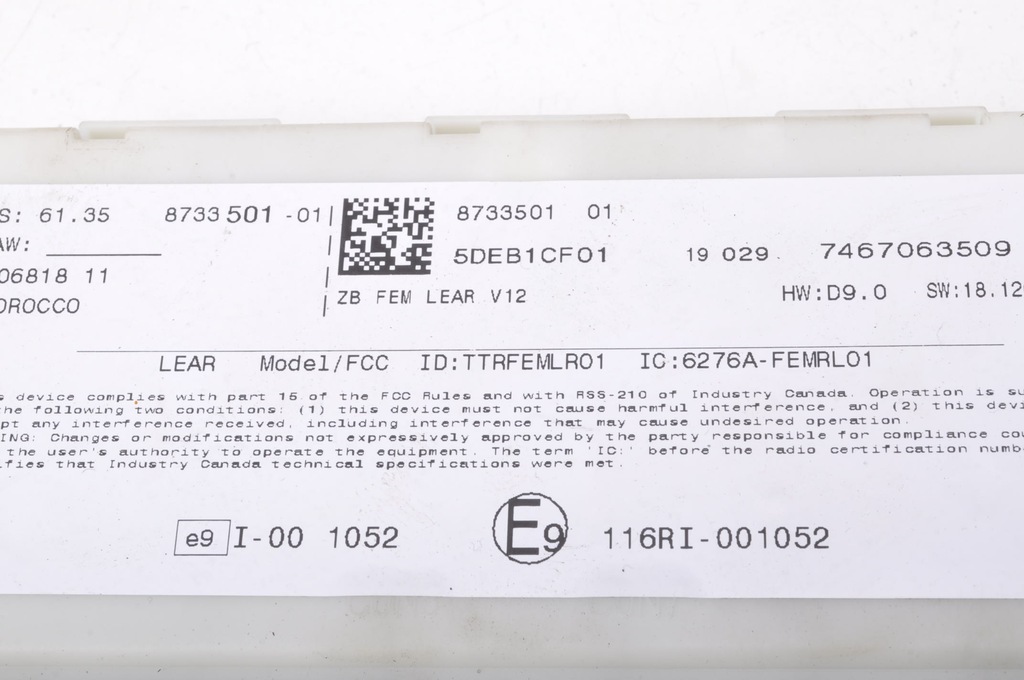 S: 61.35 8733 501 -01 8733501 01
AW: 5DEB1CF01 19 029. 7467063509
06818 11 ZB FEM LEAR V12 HW:D9.0 SW:18.12
OROCCO
LEAR Model/FCC ID:TTRFEMLR01 IC:6276A-FEMRL01
s device complies with part 15 of the FCC Rules and with RSS-210 of Industry Canada. Operation is su
the following two conditions: (1) this device must not cause harmful interference, and (2) this devi
pt any interference received, including interference that may cause undesired operation.
ING: Changes or modifications not expressively approved by the party responsible for compliance cou
the user's authority to operate the equipment. The term 'IC:' before the radio certification numb
ifies that Industry Canada technical specifications were met.
e9 I-00 1052 E9 116RI-001052